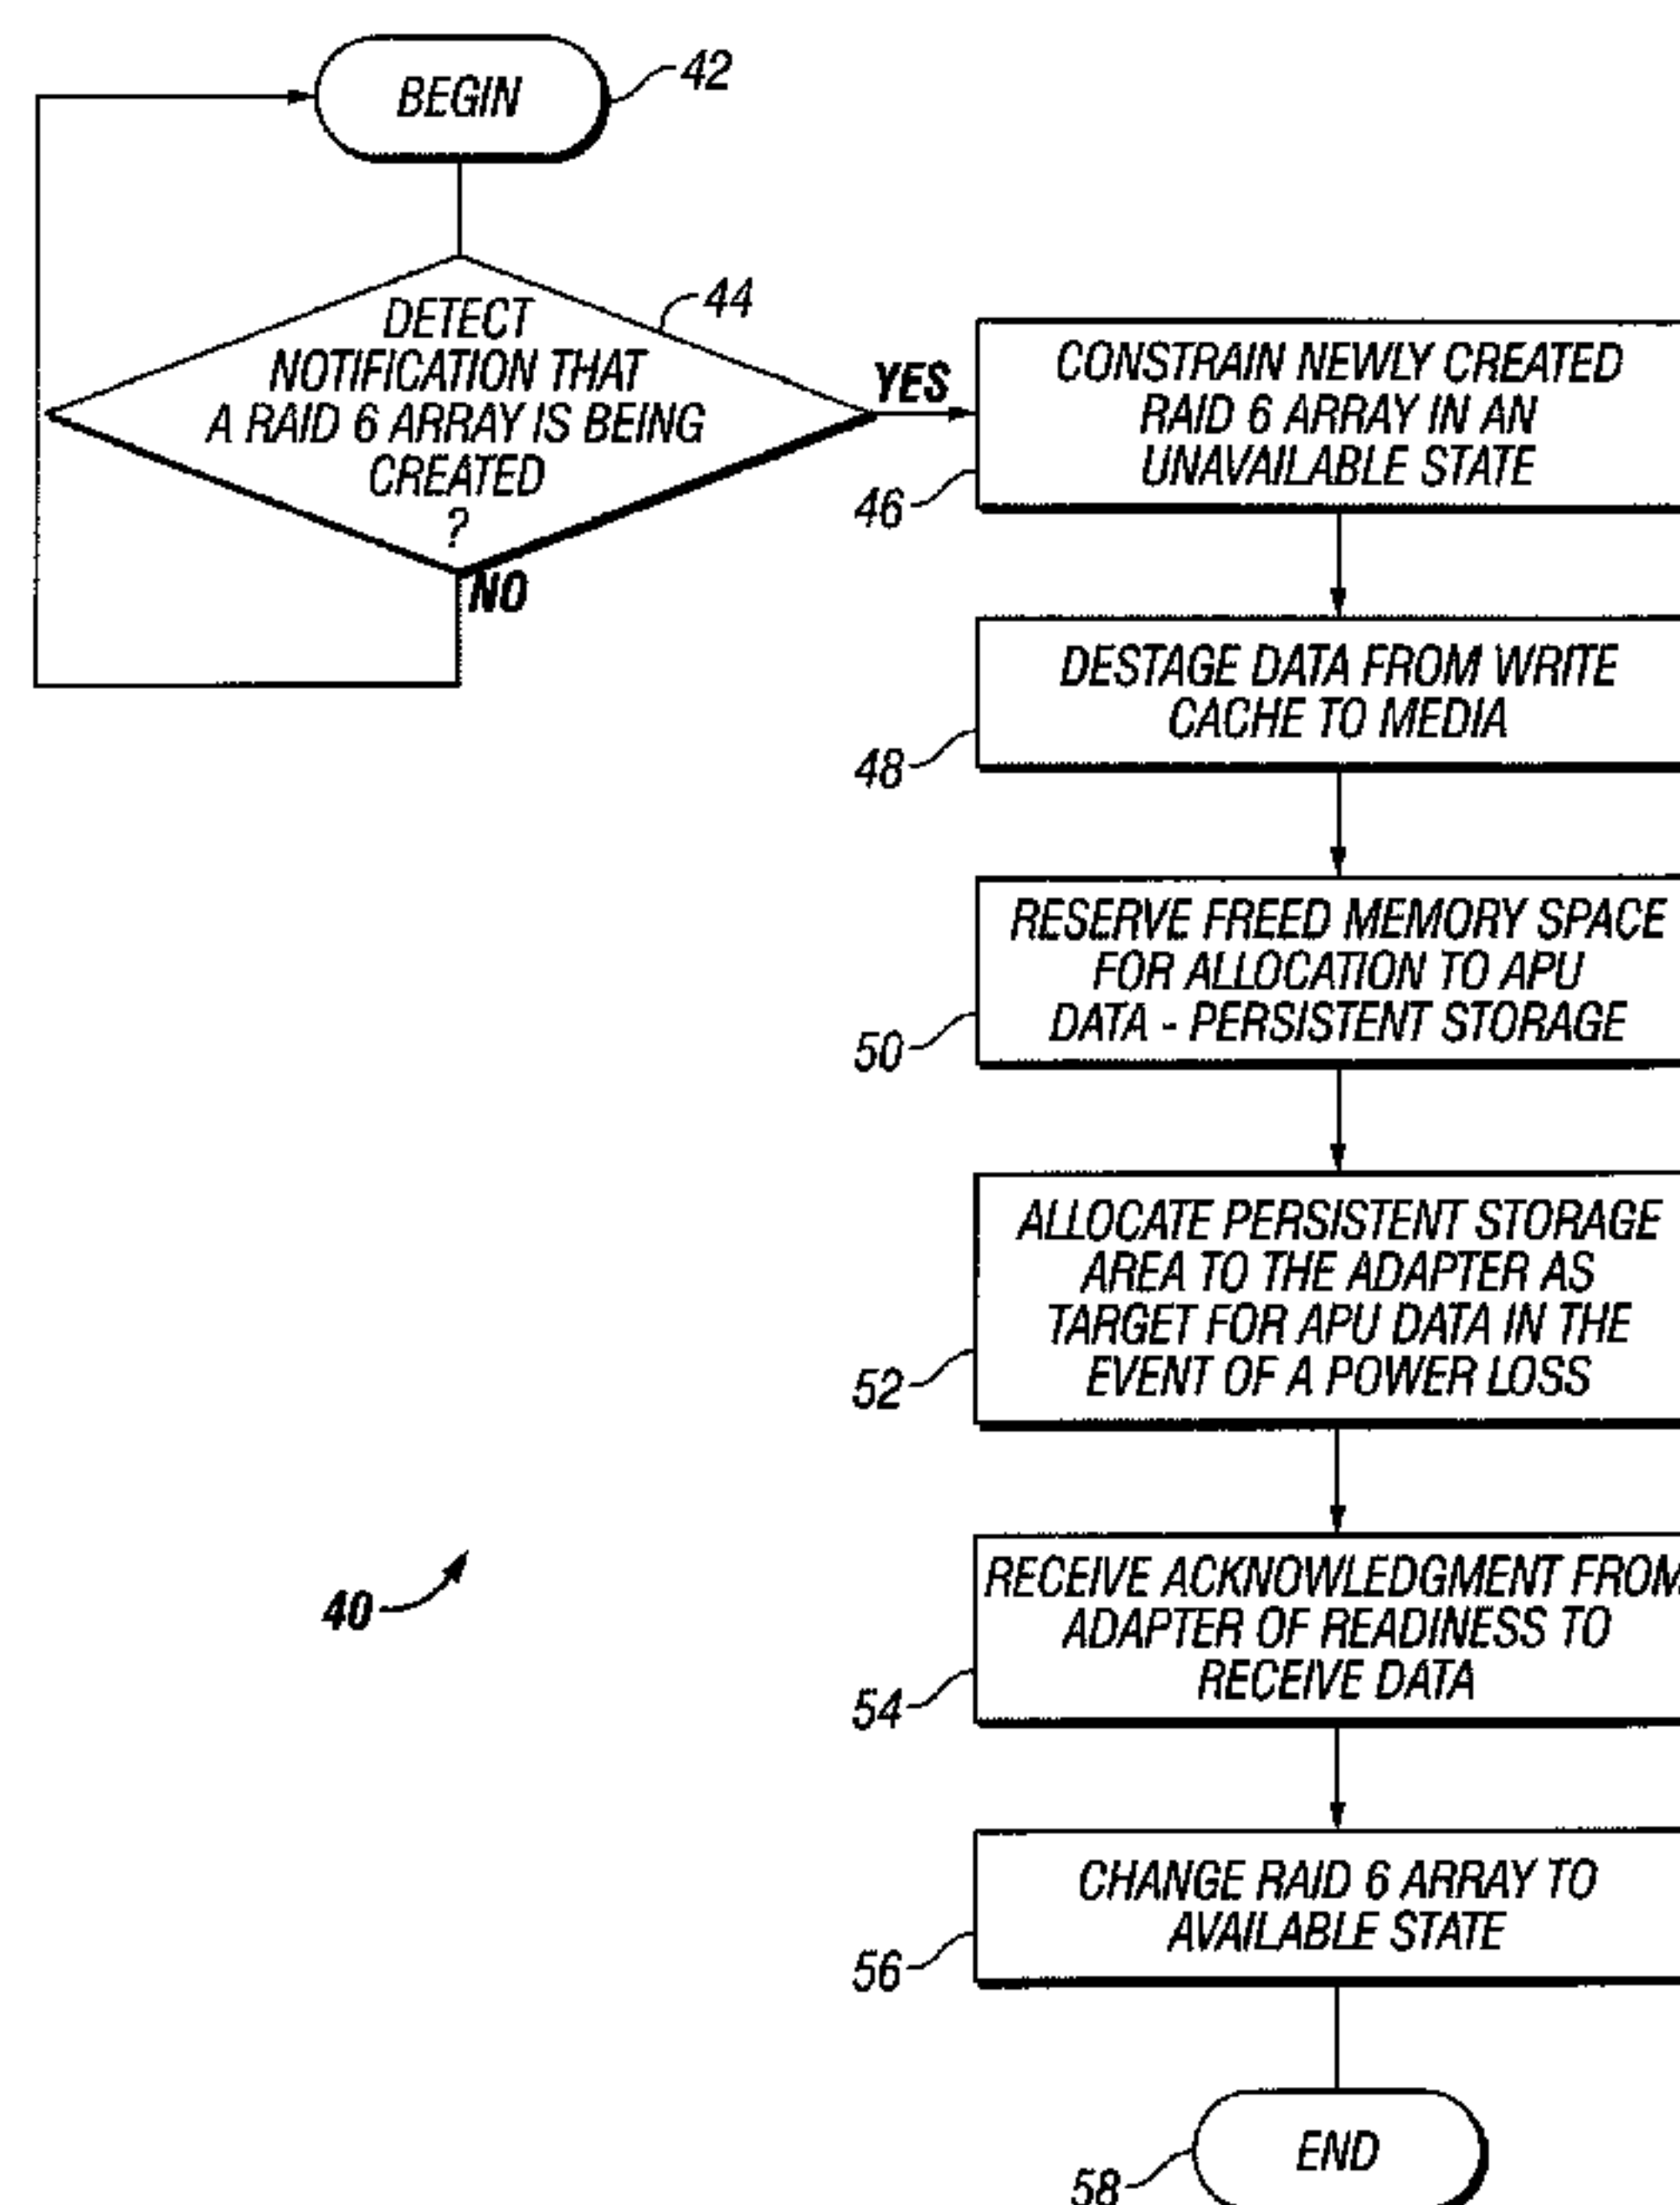 BEGIN
42
DETECT
NOTIFICATION THAT
A RAID 6 ARRAY IS BEING
CREATED
?
44
YES
NO
CONSTRAIN NEWLY CREATED
RAID 6 ARRAY IN AN
UNAVAILABLE STATE
46
DESTAGE DATA FROM WRITE
CACHE TO MEDIA
48
RESERVE FREED MEMORY SPACE
FOR ALLOCATION TO APU
DATA - PERSISTENT STORAGE
50
ALLOCATE PERSISTENT STORAGE
AREA TO THE ADAPTER AS
TARGET FOR APU DATA IN THE
EVENT OF A POWER LOSS
52
40
RECEIVE ACKNOWLEDGMENT FROM
ADAPTER OF READINESS TO
RECEIVE DATA
54
CHANGE RAID 6 ARRAY TO
AVAILABLE STATE
56
END
58